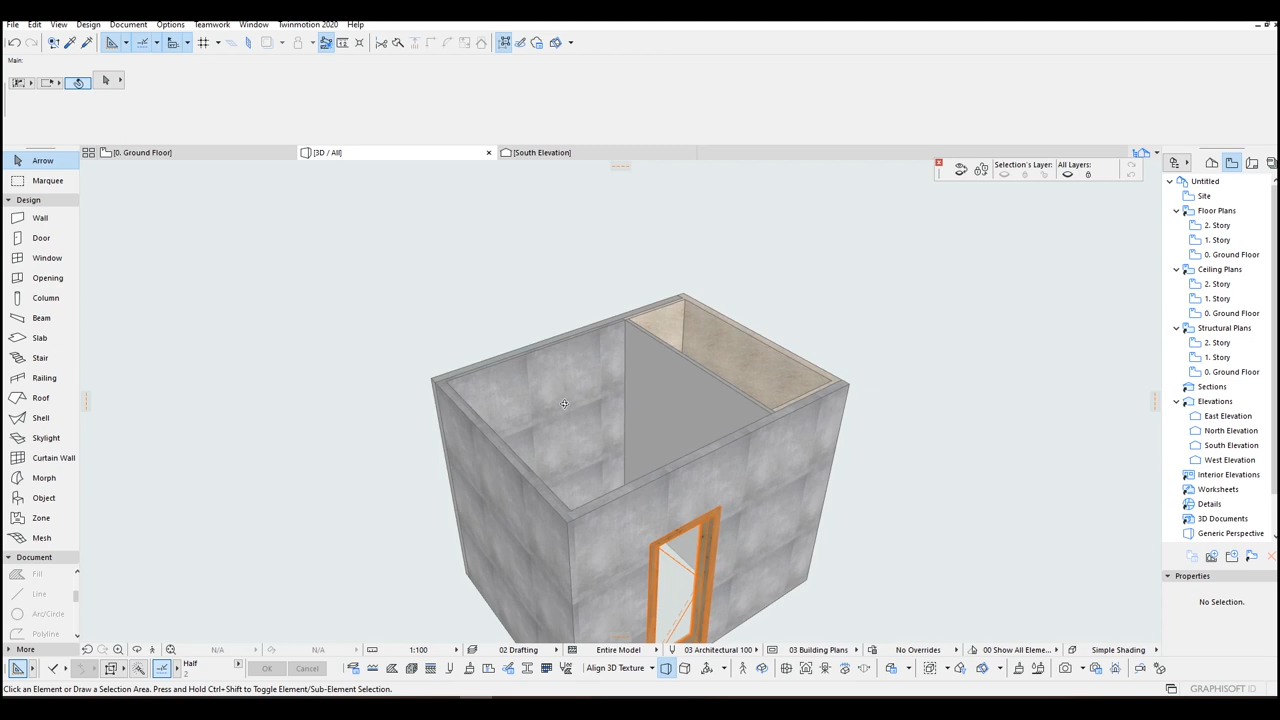 File Edit View Design Document Options Teamwork Window Twinmotion 2020 Help
Main:
[0. Ground Floor]
[3D / All]
[South Elevation]
Arrow
Marquee
Design
Wall
Door
Window
Opening
Column
Beam
Slab
Stair
Railing
Roof
Shell
Skylight
Curtain Wall
Morph
Object
Zone
Mesh
Document
Fill
Line
Arc/Circle
Polyline
More
Selection's Layer: All Layers:
Untitled
Site
Floor Plans
2. Story
1. Story
0. Ground Floor
Ceiling Plans
2. Story
1. Story
0. Ground Floor
Structural Plans
2. Story
1. Story
0. Ground Floor
Sections
Elevations
East Elevation
North Elevation
South Elevation
West Elevation
Interior Elevations
Worksheets
Details
3D Documents
Generic Perspective
Properties
No Selection.
N/A N/A 1:100 02 Drafting Entire Model 03 Architectural 100 03 Building Plans No Overrides 00 Show All Eleme... Simple Shading
Half
2
OK Cancel Align 3D Texture
Click an Element or Draw a Selection Area. Press and Hold Ctrl+Shift to Toggle Element/Sub-Element Selection.
GRAPHISOFT ID